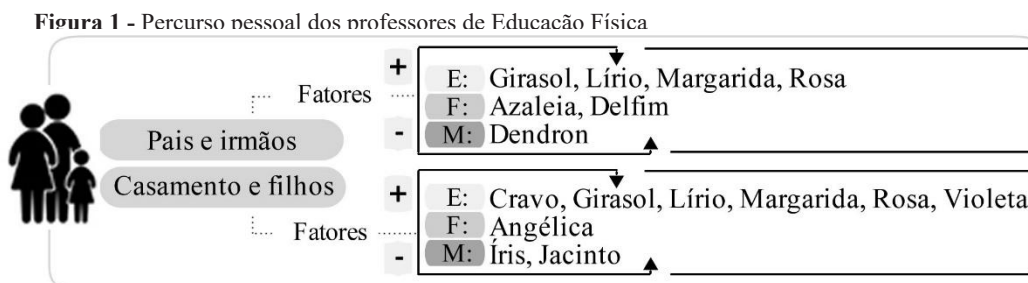 Figura 1 - Percurso pessoal dos professores de Educação Física
+
Fatores
E: Girasol, Lírio, Margarida, Rosa
F: Azaleia, Delfim
-
M: Dendron
Pais e irmãos
Casamento e filhos
+
Fatores
E: Cravo, Girasol, Lírio, Margarida, Rosa, Violeta
F: Angélica
-
M: Íris, Jacinto